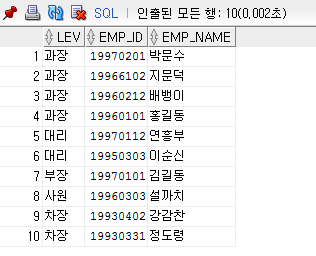 SQL | 인출된 모든 행: 10(0,002초)
LEV EMP_ID EMP_NAME
1 과장 19970201 박문수
2 과장 19966102 지문덕
3 과장 19960212 배뱅이
4 과장 19960101 홍길동
5 대리 19970112 연흥부
6 대리 19950303 이순신
7 부장 19970101 김길동
8 사원 19960303 설까치
9 차장 19930402 강감찬
10 차장 19930331 정도령